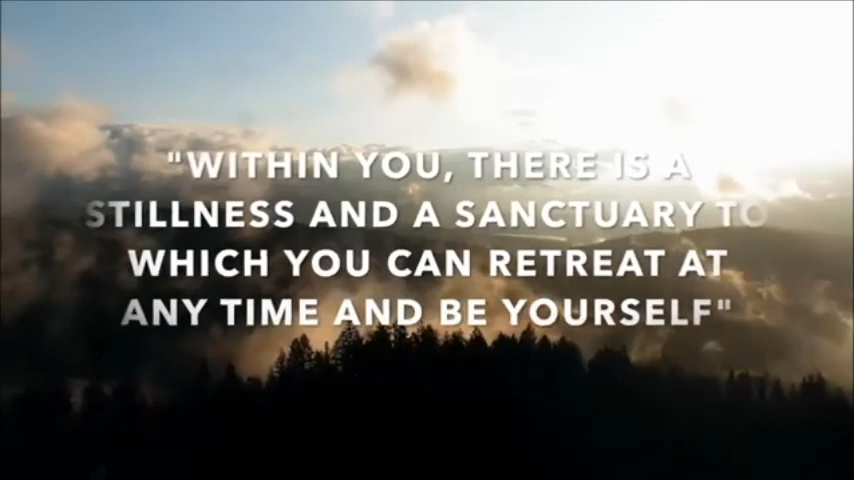 "WITHIN YOU, THERE IS A
STILLNESS AND A SANCTUARY TO
WHICH YOU CAN RETREAT AT
ANY TIME AND BE YOURSELF"